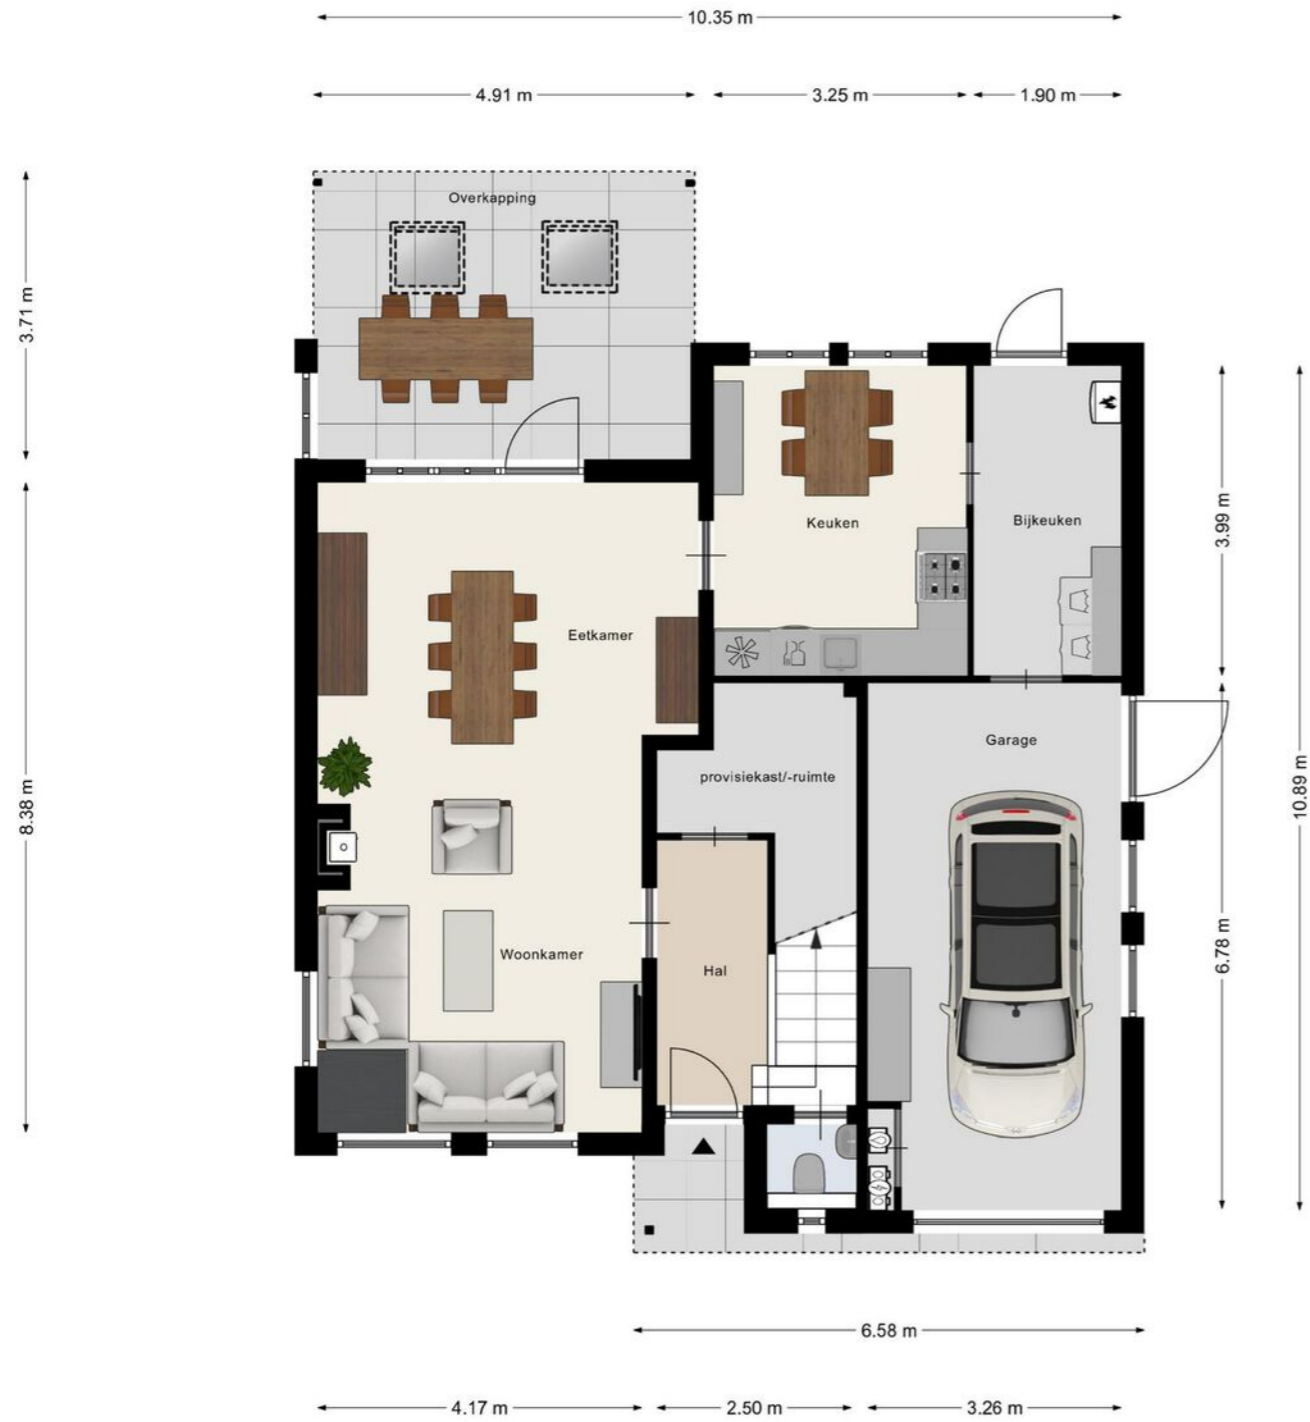 10.35 m
4.91 m
3.25 m
1.90 m
Overkapping
3.71 m
Keuken
Bijkeuken
3.99 m
Eetkamer
Garage
provisiekast/-ruimte
8.38 m
10.89 m
Woonkamer
Hal
6.78 m
6.58 m
4.17 m
2.50 m
3.26 m